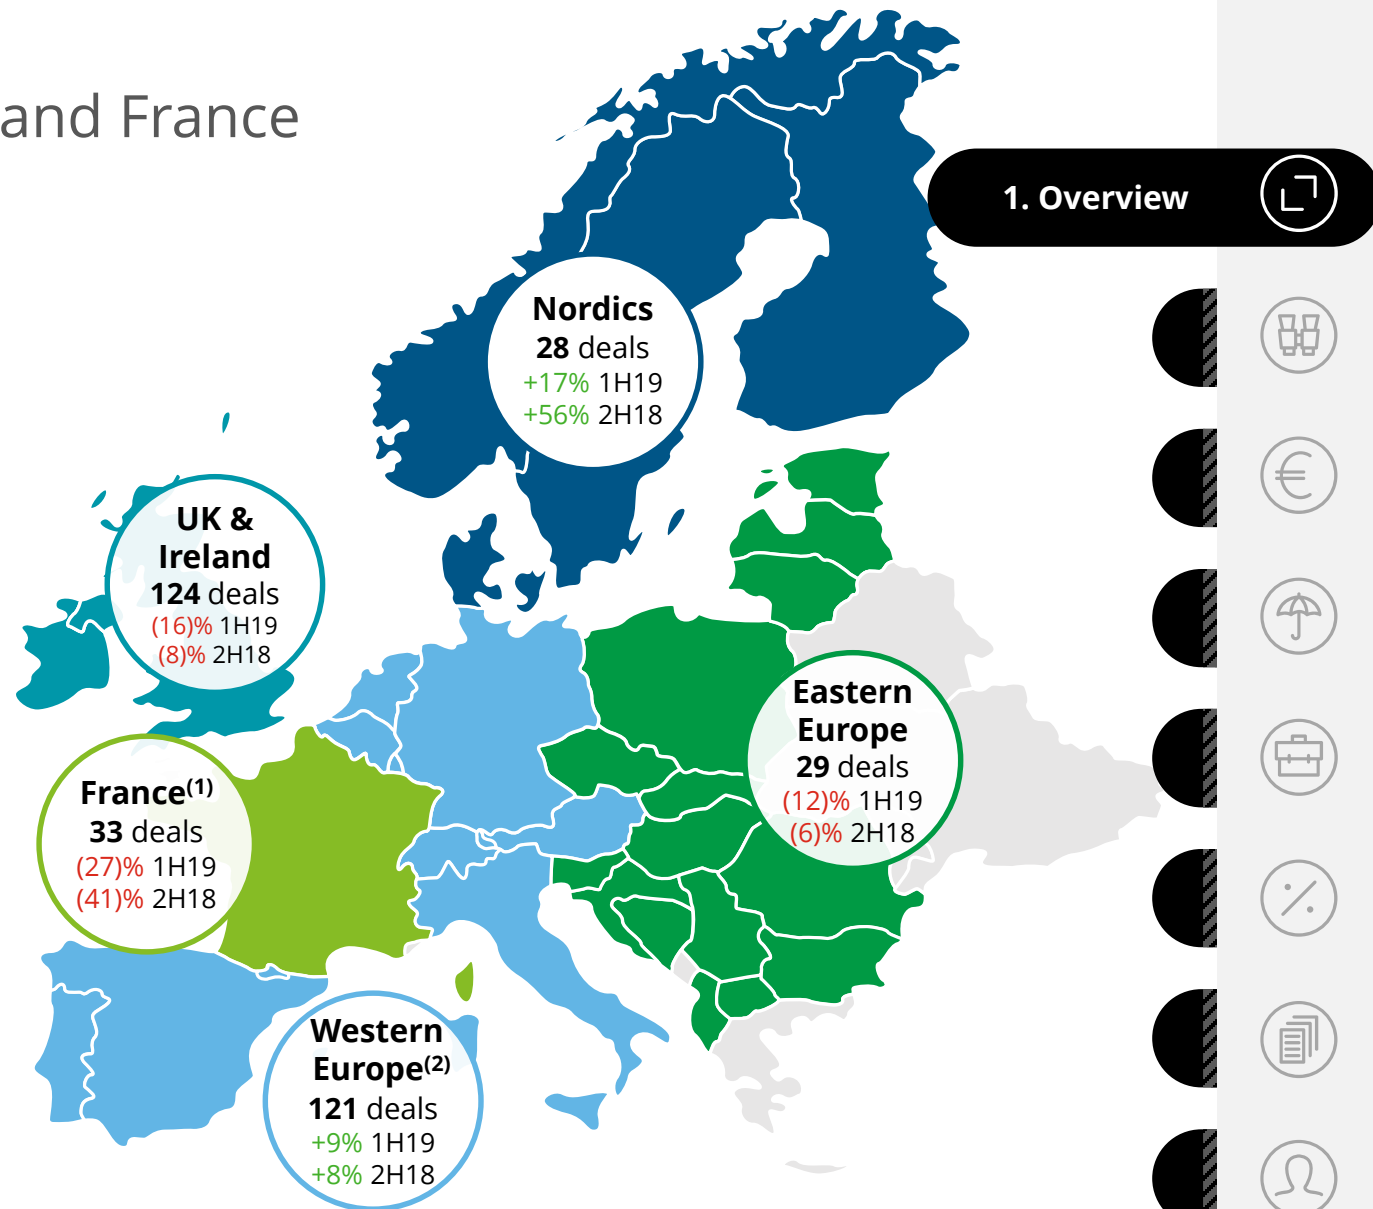 and France
1. Overview
Nordics
28 deals
+17% 1H19
+56% 2H18
UK &
Ireland
124 deals
(16)% 1H19
(8)% 2H18
Eastern
Europe
29 deals
(12)% 1H19
(6)% 2H18
France(1)
33 deals
(27)% 1H19
(41)% 2H18
Western
Europe(2)
121 deals
+9% 1H19
+8% 2H18